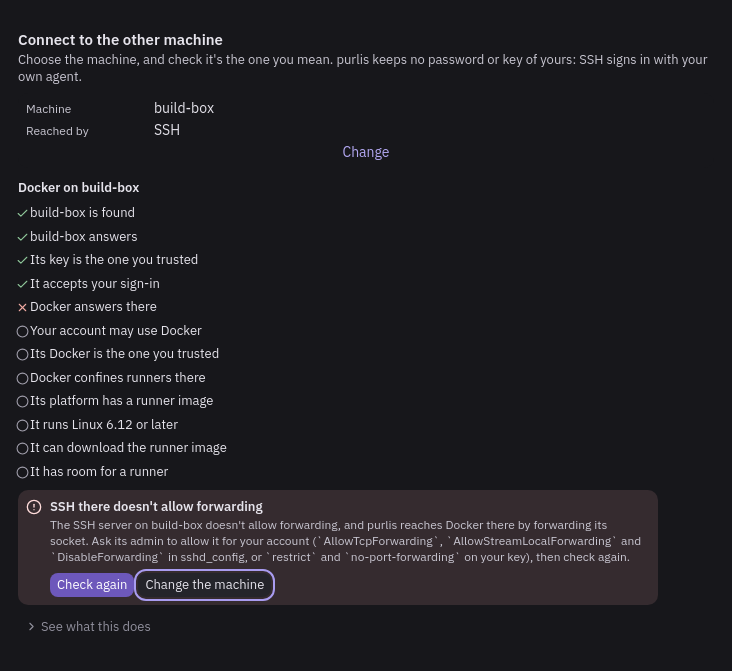 Connect to the other machine
Choose the machine, and check it's the one you mean. purlis keeps no password or key of yours: SSH signs in with your
own agent.
Machine build-box
Reached by SSH
Change
Docker on build-box
build-box is found
build-box answers
Its key is the one you trusted
It accepts your sign-in
Docker answers there
Your account may use Docker
Its Docker is the one you trusted
Docker confines runners there
Its platform has a runner image
It runs Linux 6.12 or later
It can download the runner image
It has room for a runner
SSH there doesn't allow forwarding
The SSH server on build-box doesn't allow forwarding, and purlis reaches Docker there by forwarding its
socket. Ask its admin to allow it for your account (`AllowTcpForwarding`, `AllowStreamLocalForwarding` and
`DisableForwarding` in sshd_config, or `restrict` and `no-port-forwarding` on your key), then check again.
Check again Change the machine
See what this does